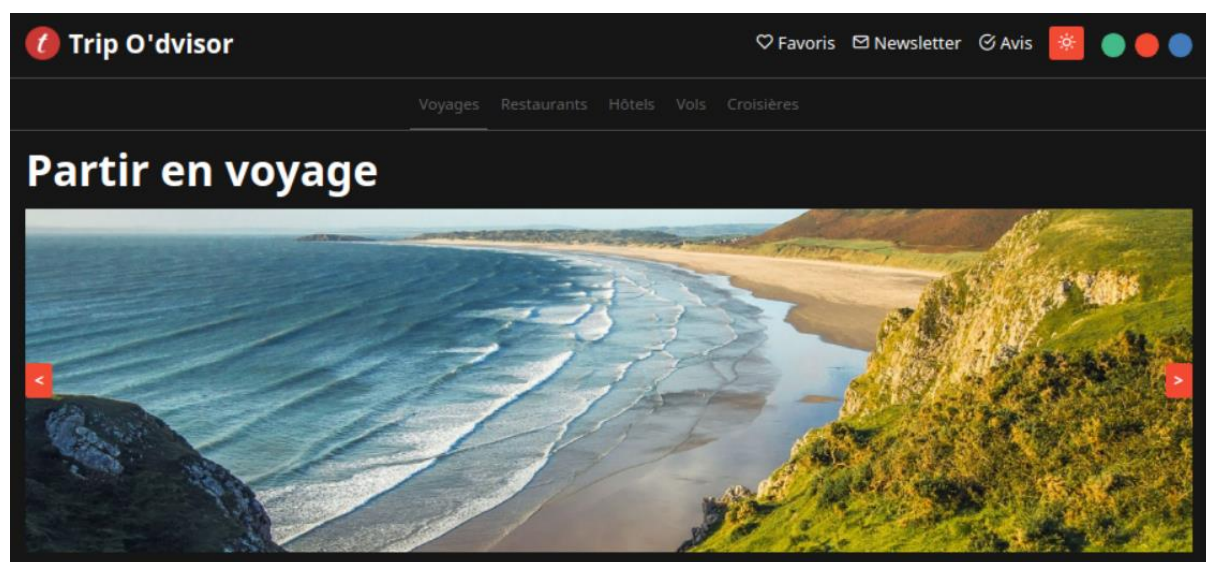 t Trip O'dvisor Favoris Newsletter Avis
Voyages Restaurants Hôtels Vols Croisières
Partir en voyage
< >